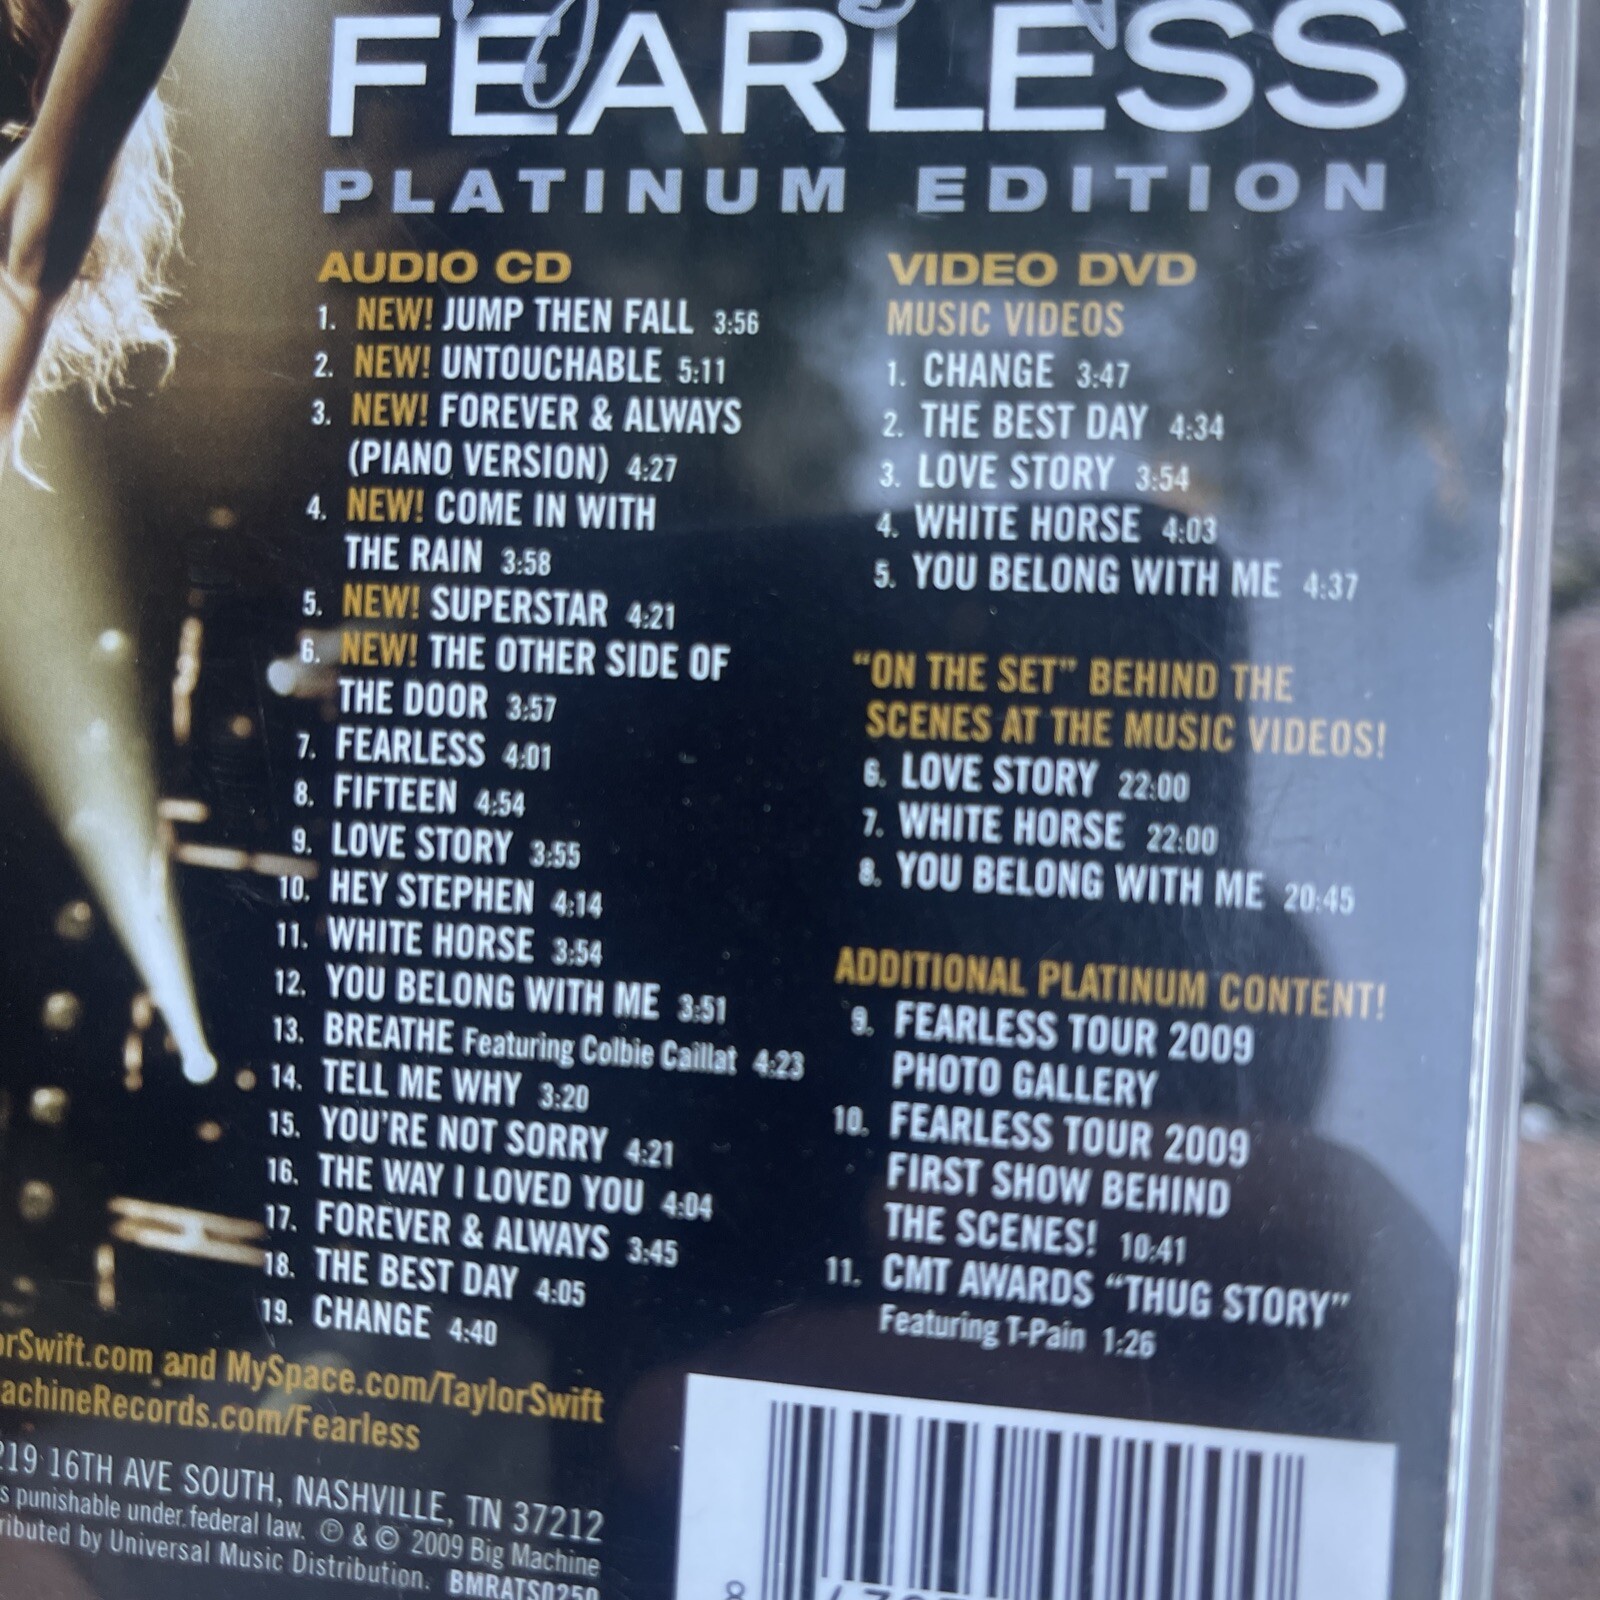 FEARLESS
PLATINUM EDITION
AUDIO CD
1. NEW! JUMP THEN FALL 3:56
2. NEW! UNTOUCHABLE 5:11
3. NEW! FOREVER & ALWAYS
(PIANO VERSION) 4:27
4. NEW! COME IN WITH
THE RAIN 3:58
5. NEW! SUPERSTAR 4:21
6. NEW! THE OTHER SIDE OF
THE DOOR 3:57
7. FEARLESS 4:01
8. FIFTEEN 4:54
9. LOVE STORY 3:55
10. HEY STEPHEN 4:14
11. WHITE HORSE 3:54
12. YOU BELONG WITH ME 3:51
13. BREATHE Featuring Colbie Caillat 4:23
14. TELL ME WHY 3:20
15. YOU'RE NOT SORRY 4:21
16. THE WAY I LOVED YOU 4:04
17. FOREVER & ALWAYS 3:45
18. THE BEST DAY 4:05
19. CHANGE 4:40
VIDEO DVD
MUSIC VIDEOS
1. CHANGE 3:47
2. THE BEST DAY 4:34
3. LOVE STORY 3:54
4. WHITE HORSE 4:03
5. YOU BELONG WITH ME 4:37
"ON THE SET" BEHIND THE
SCENES AT THE MUSIC VIDEOS!
6. LOVE STORY 22:00
7. WHITE HORSE 22:00
8. YOU BELONG WITH ME 20:45
ADDITIONAL PLATINUM CONTENT!
9. FEARLESS TOUR 2009
PHOTO GALLERY
10. FEARLESS TOUR 2009
FIRST SHOW BEHIND
THE SCENES! 10:41
11. CMT AWARDS "THUG STORY"
Featuring T-Pain 1:26
orSwift.com and MySpace.com/TaylorSwift
achineRecords.com/Fearless
219 16TH AVE SOUTH, NASHVILLE, TN 37212
s punishable under federal law. ℗ & © 2009 Big Machine
ributed by Universal Music Distribution. BMRATS0250
8